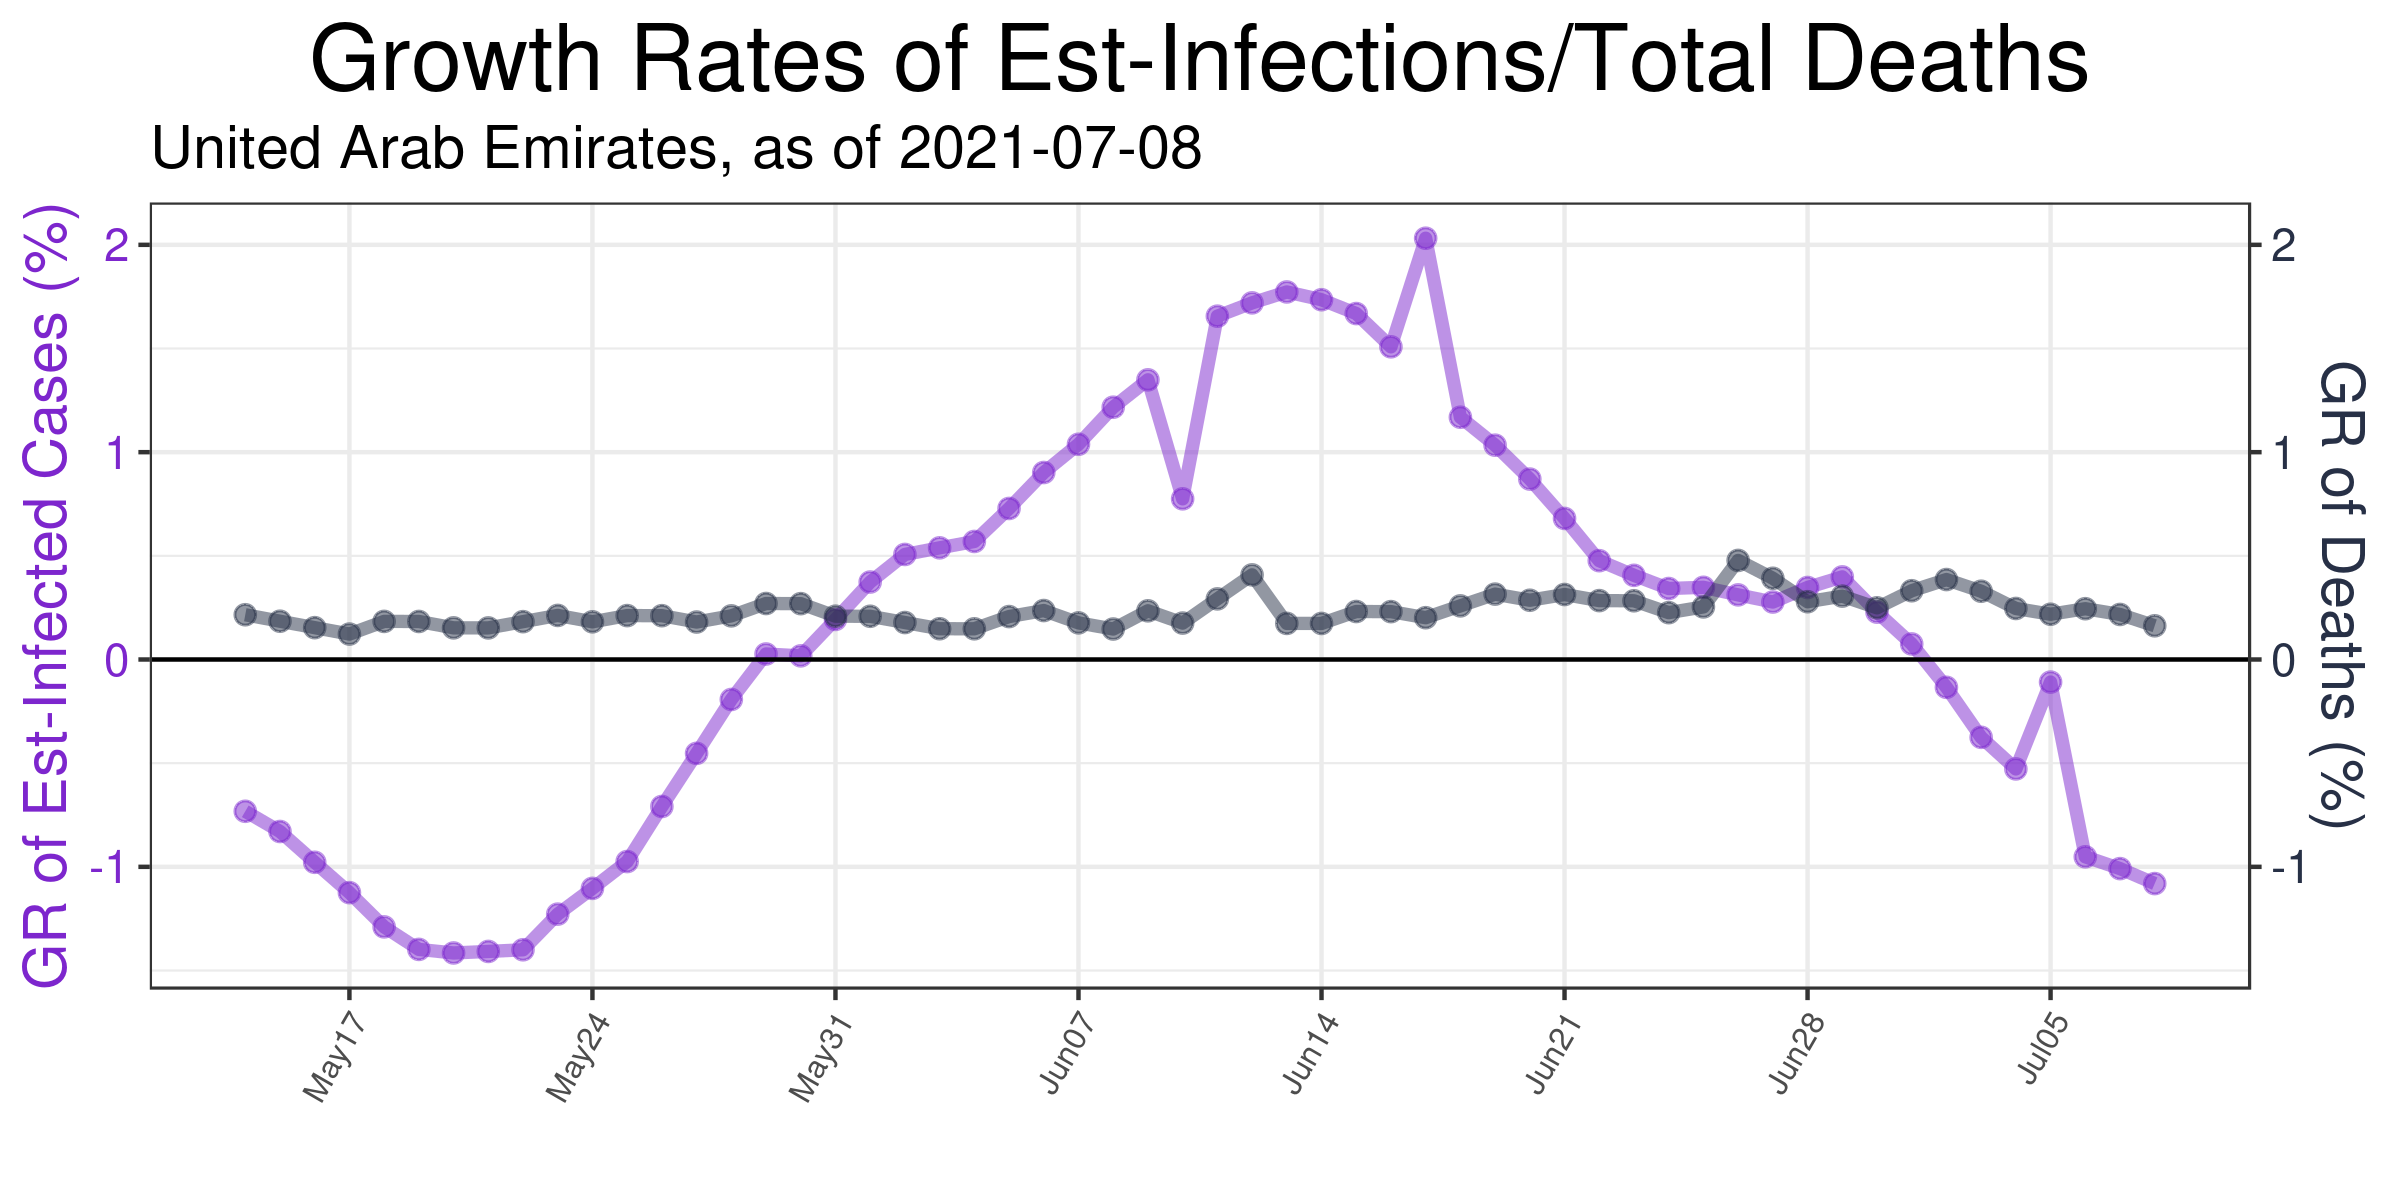 Growth Rates of Est-Infections/Total Deaths
United Arab Emirates, as of 2021-07-08
GR of Est-Infected Cases (%)
2
1
0
-1
2
1
0
-1
GR of Deaths (%)
May17
May24
May31
Jun07
Jun14
Jun21
Jun28
Jul05